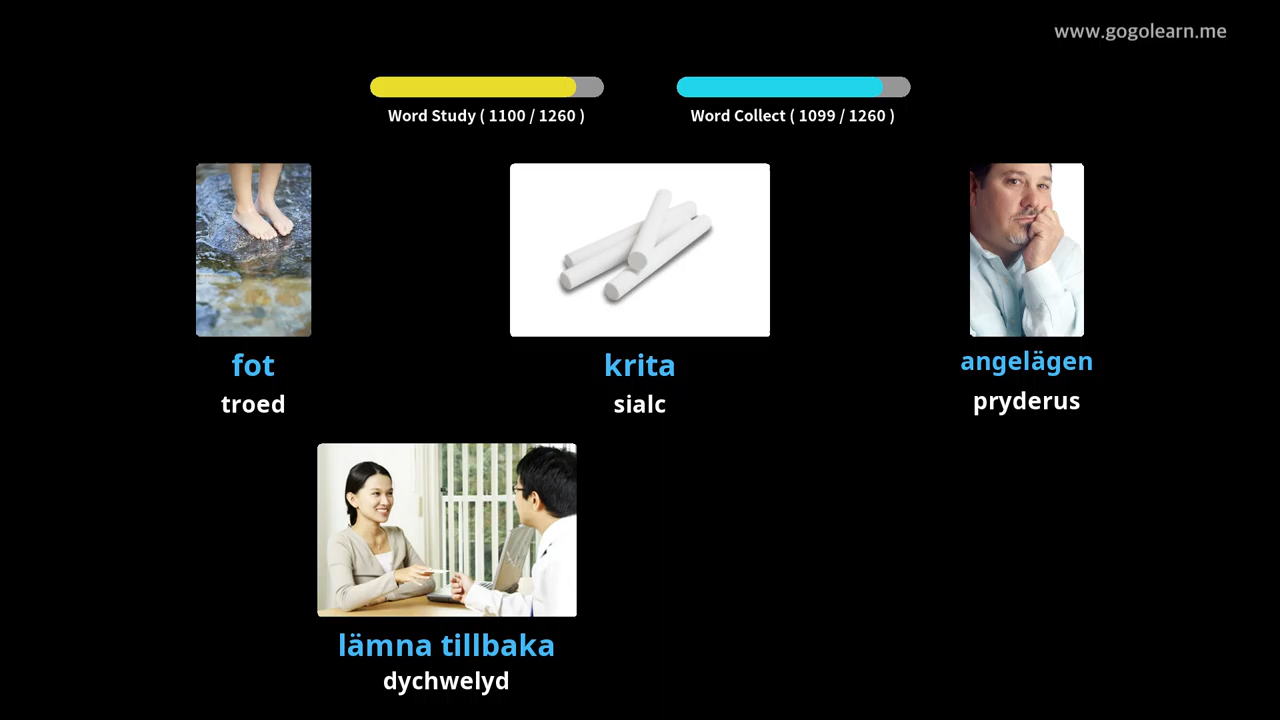 www.gogolearn.me
Word Study ( 1100 / 1260 )
Word Collect ( 1099 / 1260 )
fot
troed
krita
sialc
angelägen
pryderus
lämna tillbaka
dychwelyd